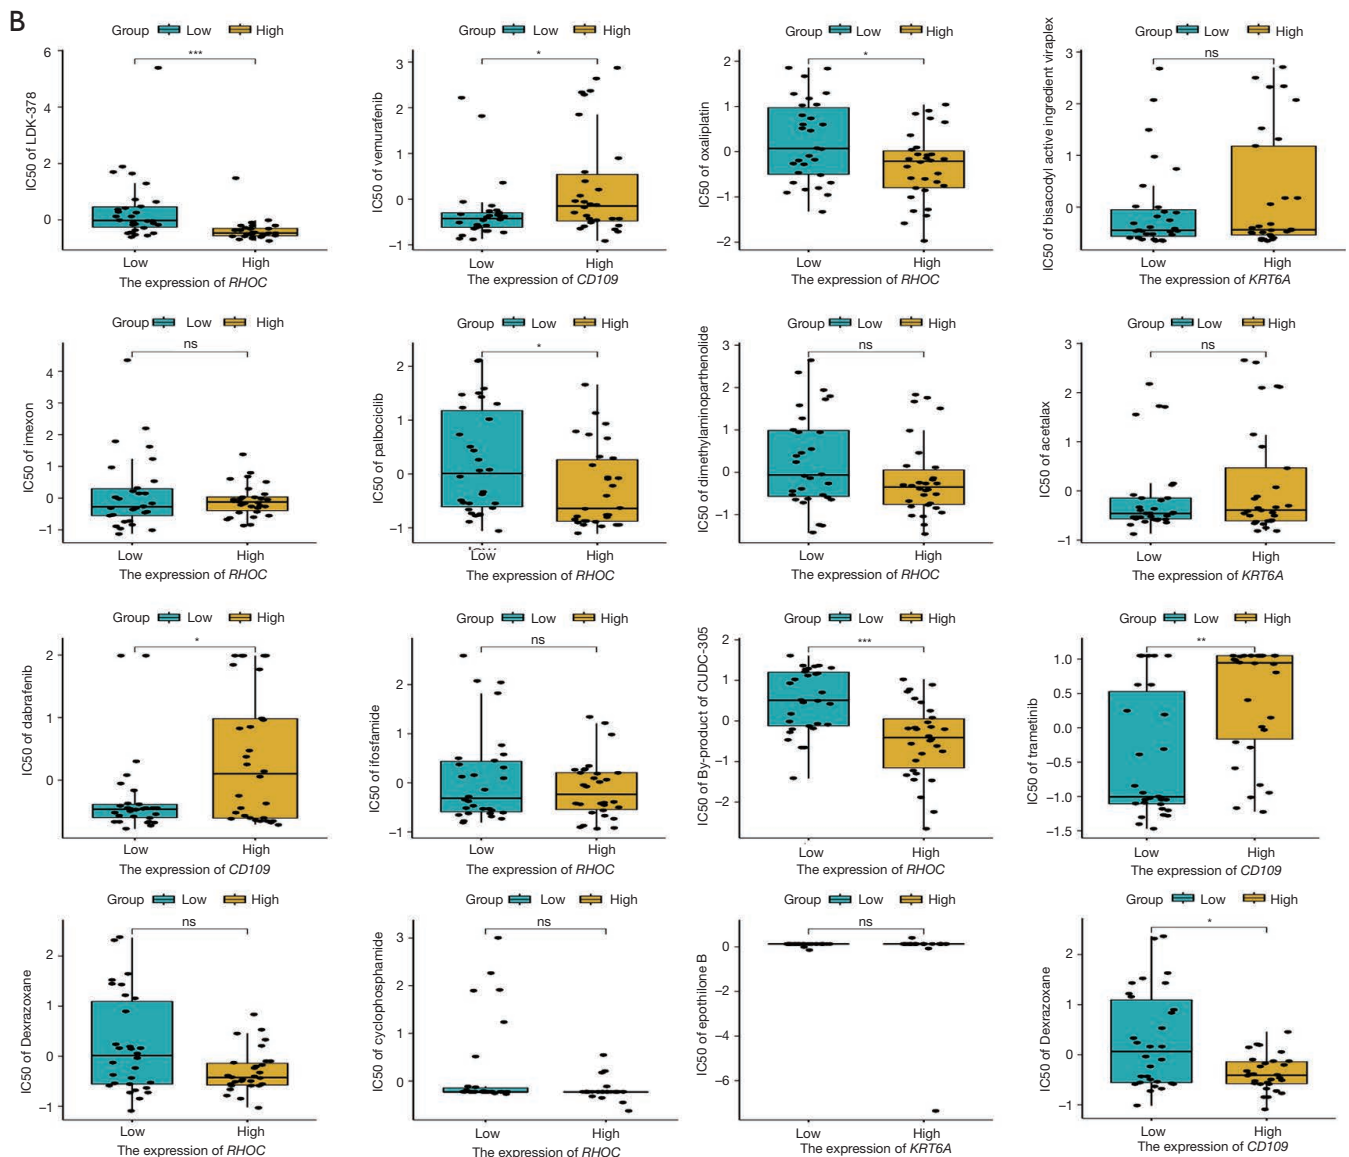 B
Group Low High
***
IC50 of LDK-378
6
4
2
0
Low High
The expression of RHOC
Group Low High
*
IC50 of vemurafenib
3
2
1
0
−1
Low High
The expression of CD109
Group Low High
*
IC50 of oxaliplatin
2
1
0
−1
−2
Low High
The expression of RHOC
Group Low High
ns
IC50 of bisacodyl active ingredient viraplex
3
1
0
Low High
The expression of KRT6A
Group Low High
ns
IC50 of imexon
4
3
2
1
0
−1
Low High
The expression of RHOC
Group Low High
*
IC50 of palbociclib
2
1
0
−1
Low High
The expression of RHOC
Group Low High
ns
IC50 of dimethylaminoparthenolide
3
2
1
0
−1
Low High
The expression of RHOC
Group Low High
ns
IC50 of acetalax
3
2
1
0
−1
Low High
The expression of KRT6A
Group Low High
*
IC50 of dabrafenib
2
1
0
Low High
The expression of CD109
Group Low High
ns
IC50 of ifosfamide
2
1
0
−1
Low High
The expression of RHOC
Group Low High
***
IC50 of By-product of CUDC-305
2
1
0
−1
−2
Low High
The expression of RHOC
Group Low High
**
IC50 of trametinib
1.0
0.5
0.0
−0.5
−1.0
−1.5
Low High
The expression of CD109
Group Low High
ns
IC50 of Dexrazoxane
2
1
0
−1
Low High
The expression of RHOC
Group Low High
ns
IC50 of cyclophosphamide
3
2
1
0
Low High
The expression of RHOC
Group Low High
ns
IC50 of epothilone B
0
−2
−4
−6
Low High
The expression of KRT6A
Group Low High
*
IC50 of Dexrazoxane
2
1
0
−1
Low High
The expression of CD109